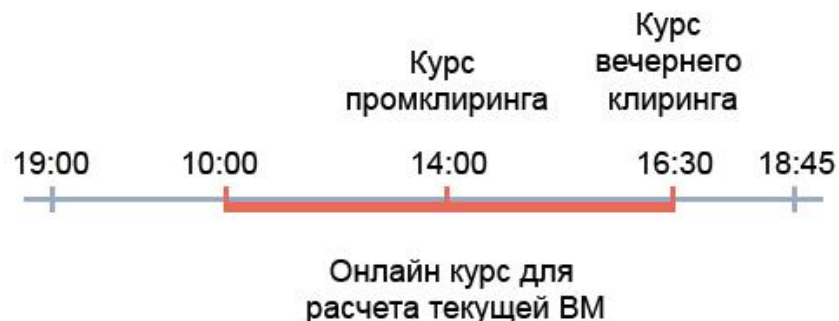 Курс
промклиринга
Курс
вечернего
клиринга
19:00 10:00 14:00 16:30 18:45
Онлайн курс для
расчета текущей ВМ